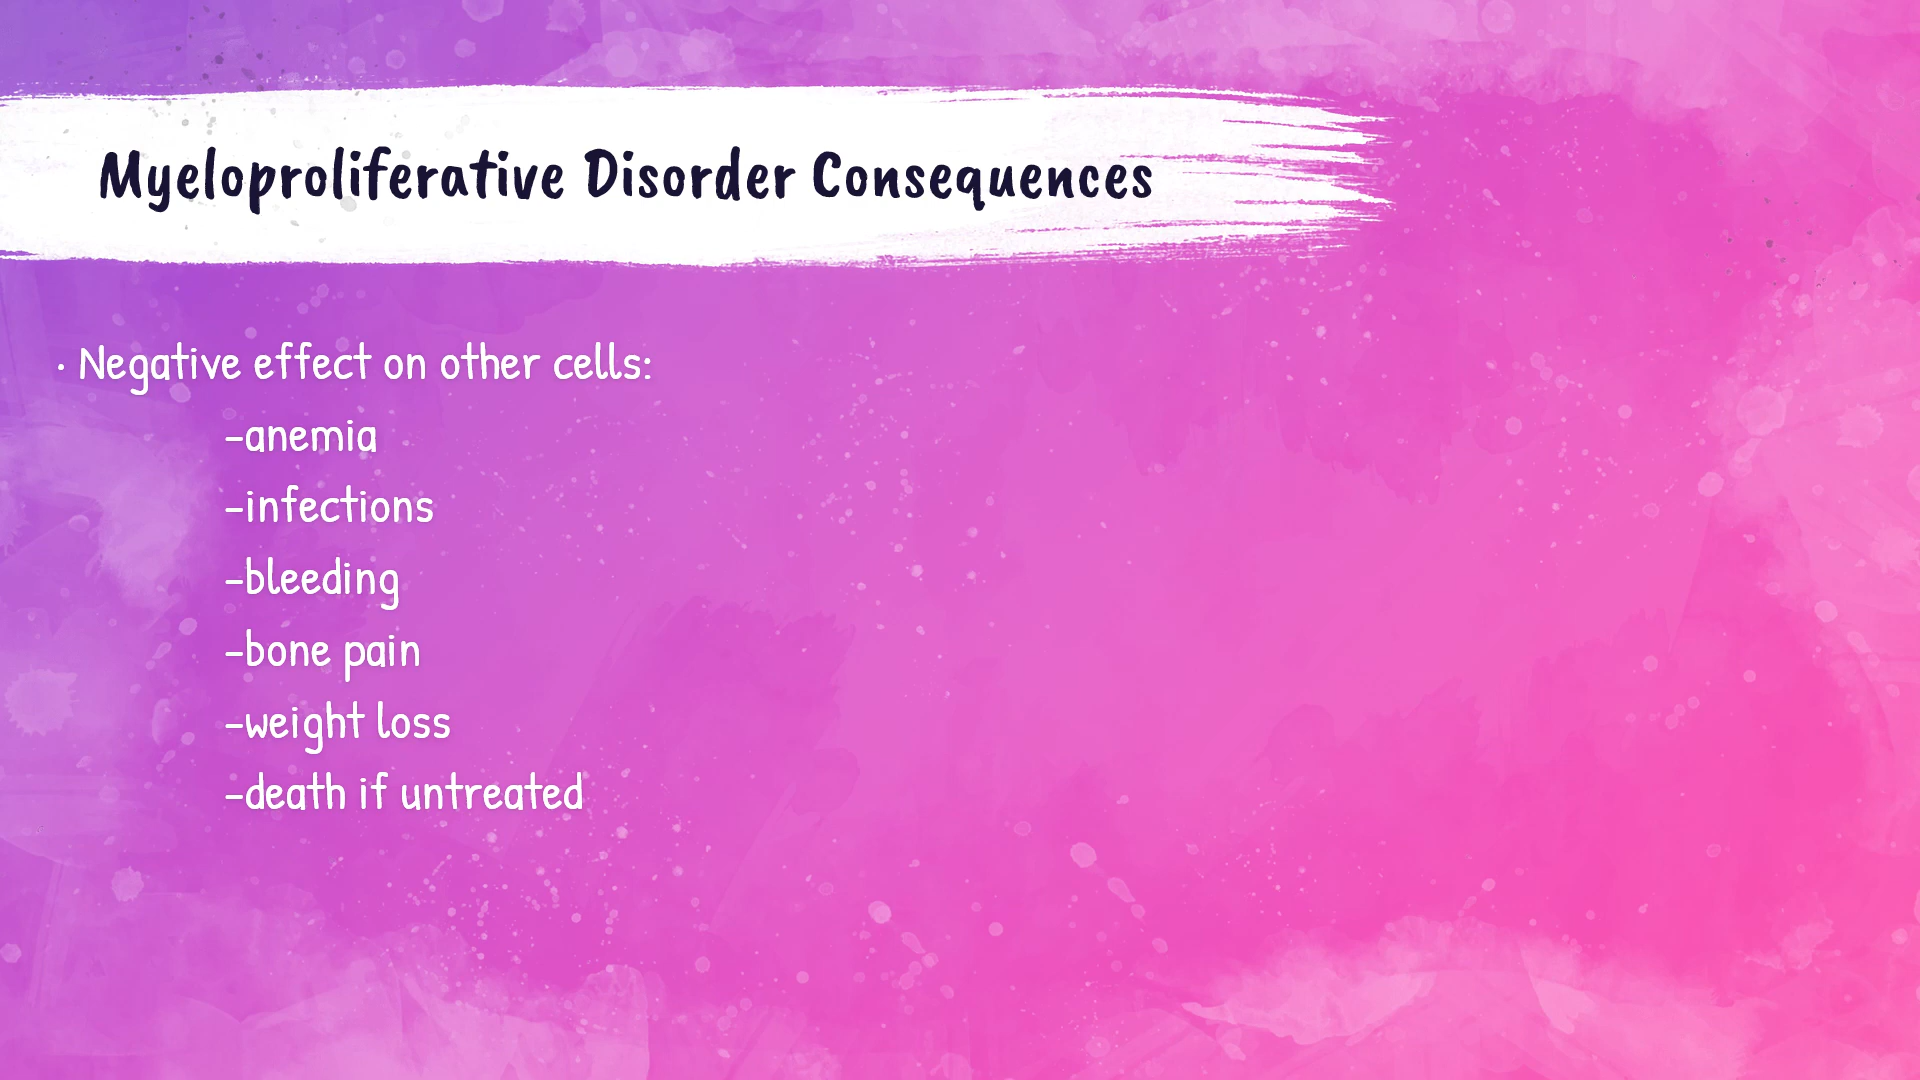 Myeloproliferative Disorder Consequences
· Negative effect on other cells:
-anemia
-infections
-bleeding
-bone pain
-weight loss
-death if untreated